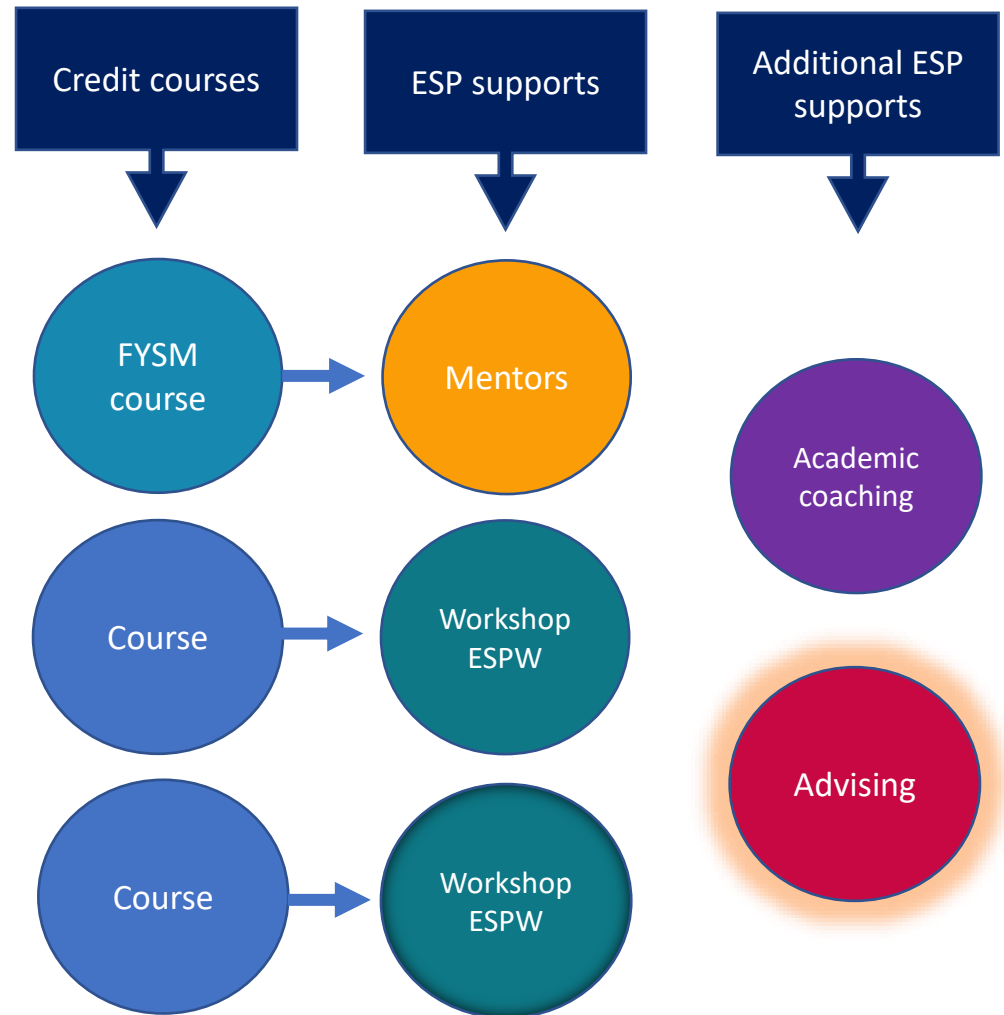 Credit courses
ESP supports
Additional ESP
supports
FYSM
course
Mentors
Academic
coaching
Course
Workshop
ESPW
Advising
Course
Workshop
ESPW